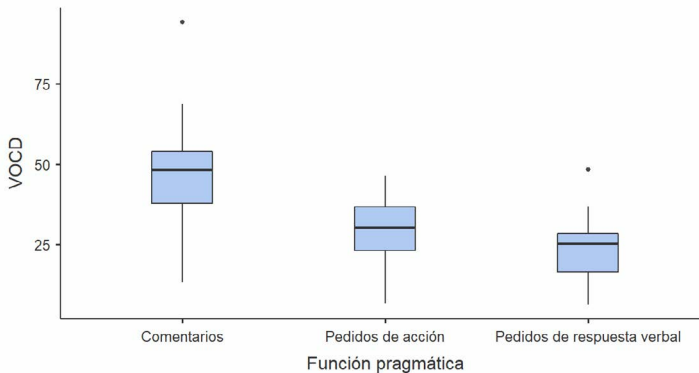 75
VOCD
50
25
Comentarios
Pedidos de acción
Pedidos de respuesta verbal
Función pragmática